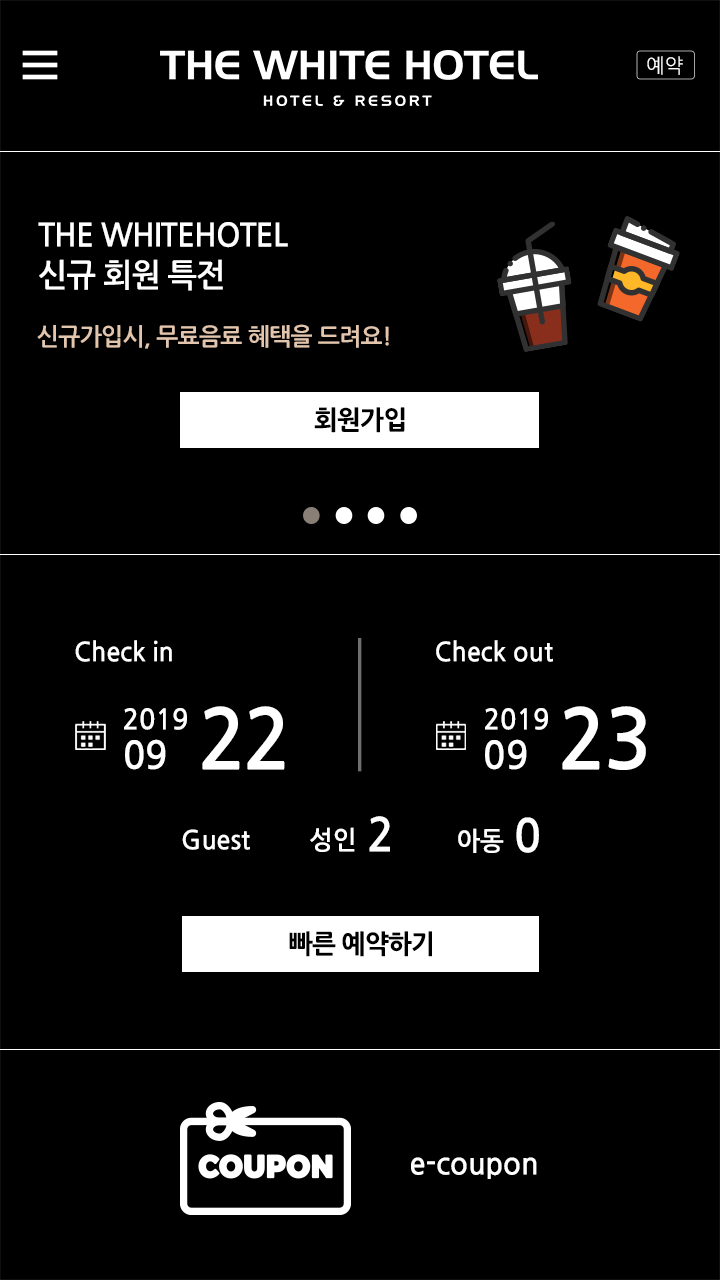 THE WHITE HOTEL
HOTEL & RESORT
예약
THE WHITEHOTEL
신규 회원 특전
신규가입시, 무료음료 혜택을 드려요!
회원가입
Check in
Check out
2019
09
22
2019
09
23
Guest 성인 2 아동 0
빠른 예약하기
COUPON
e-coupon